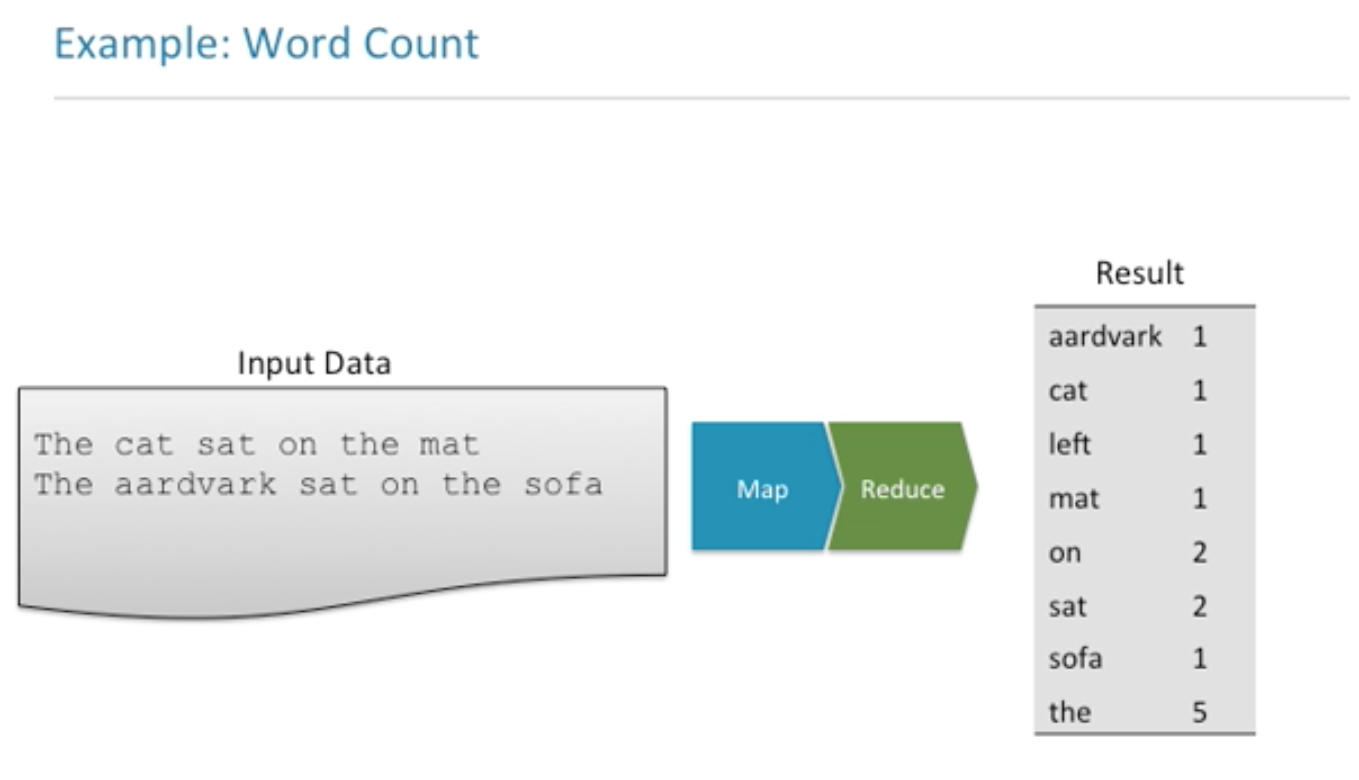 Example: Word Count
Input Data
The cat sat on the mat
The aardvark sat on the sofa
Map
Reduce
Result
aardvark 1
cat 1
left 1
mat 1
on 2
sat 2
sofa 1
the 5